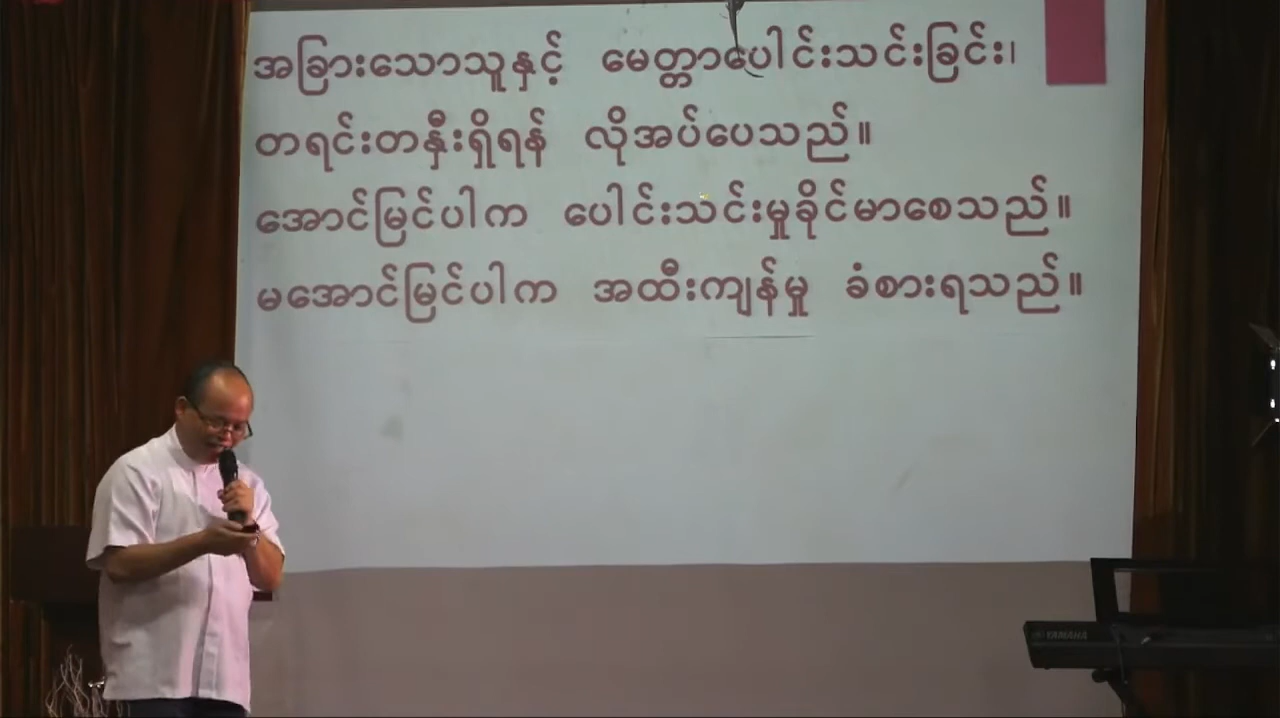 အခြားသောသူနှင့် မေတ္တာပေါင်းသင်းခြင်း၊
တရင်းတနှီးရှိရန် လိုအပ်ပေသည်။
အောင်မြင်ပါက ပေါင်းသင်းမှုခိုင်မာစေသည်။
မအောင်မြင်ပါက အထီးကျန်မှု ခံစားရသည်။
YAMAHA